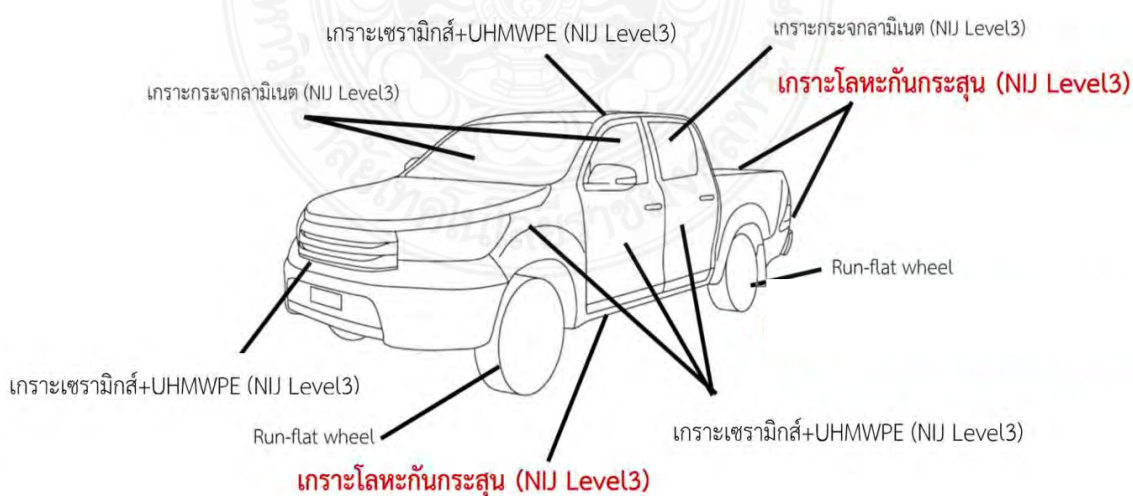 เกราะเซรามิกส์+UHMWPE (NIJ Level3)
เกราะกระจกลามิเนต (NIJ Level3)
เกราะโลหะกันกระสุน (NIJ Level3)
เกราะกระจกลามิเนต (NIJ Level3)
Run-flat wheel
เกราะเซรามิกส์+UHMWPE (NIJ Level3)
Run-flat wheel
เกราะเซรามิกส์+UHMWPE (NIJ Level3)
เกราะโลหะกันกระสุน (NIJ Level3)